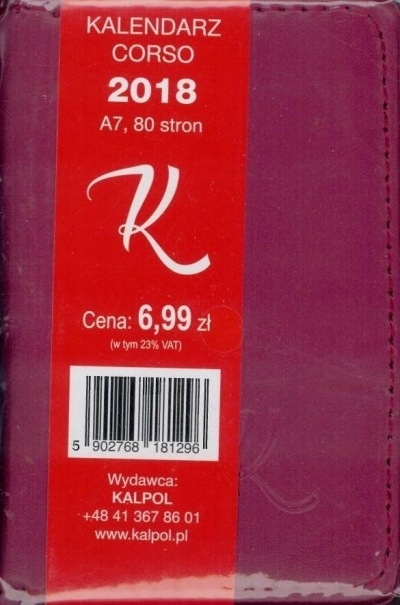 KALENDARZ
CORSO
2018
A7, 80 stron
K
Cena: 6,99 zł
(w tym 23% VAT)
5 902768 181296
Wydawca:
KALPOL
+48 41 367 86 01
www.kalpol.pl
K